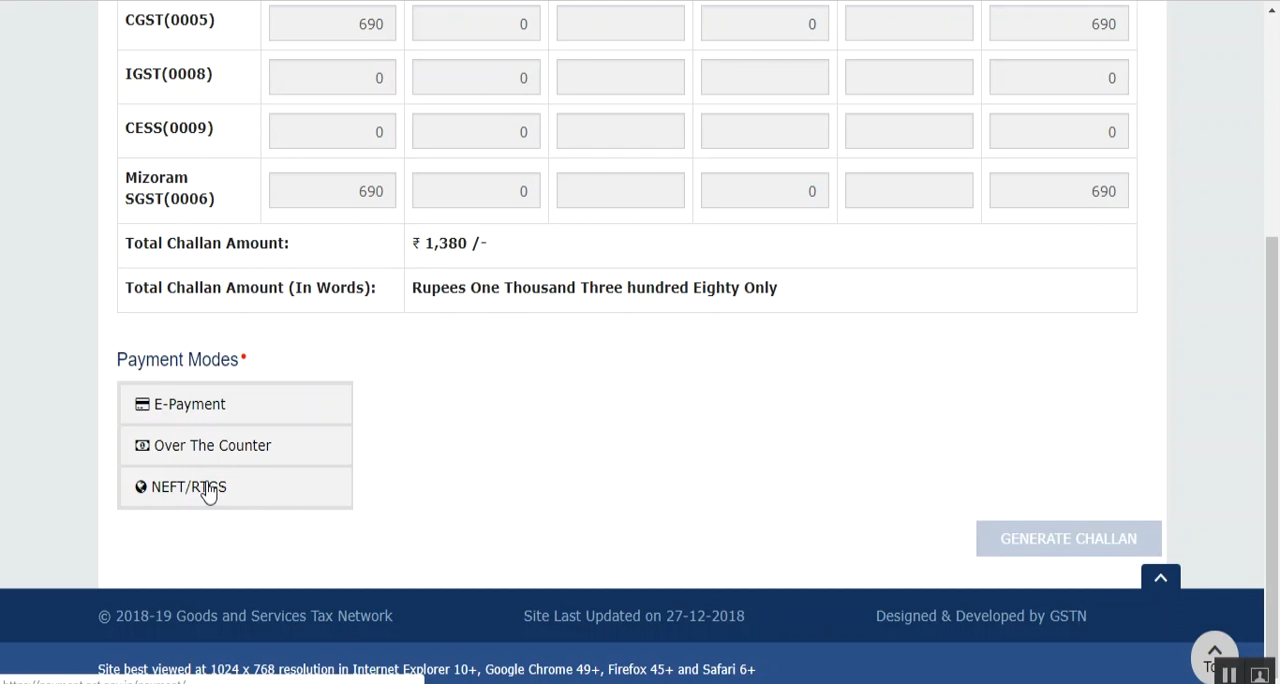 CGST(0005) 690 0 0 690
IGST(0008) 0 0 0
CESS(0009) 0 0 0
Mizoram
SGST(0006) 690 0 0 690
Total Challan Amount: ₹ 1,380 /-
Total Challan Amount (In Words): Rupees One Thousand Three hundred Eighty Only
Payment Modes•
E-Payment
Over The Counter
NEFT/RTGS
GENERATE CHALLAN
© 2018-19 Goods and Services Tax Network Site Last Updated on 27-12-2018 Designed & Developed by GSTN
Site best viewed at 1024 x 768 resolution in Internet Explorer 10+, Google Chrome 49+, Firefox 45+ and Safari 6+